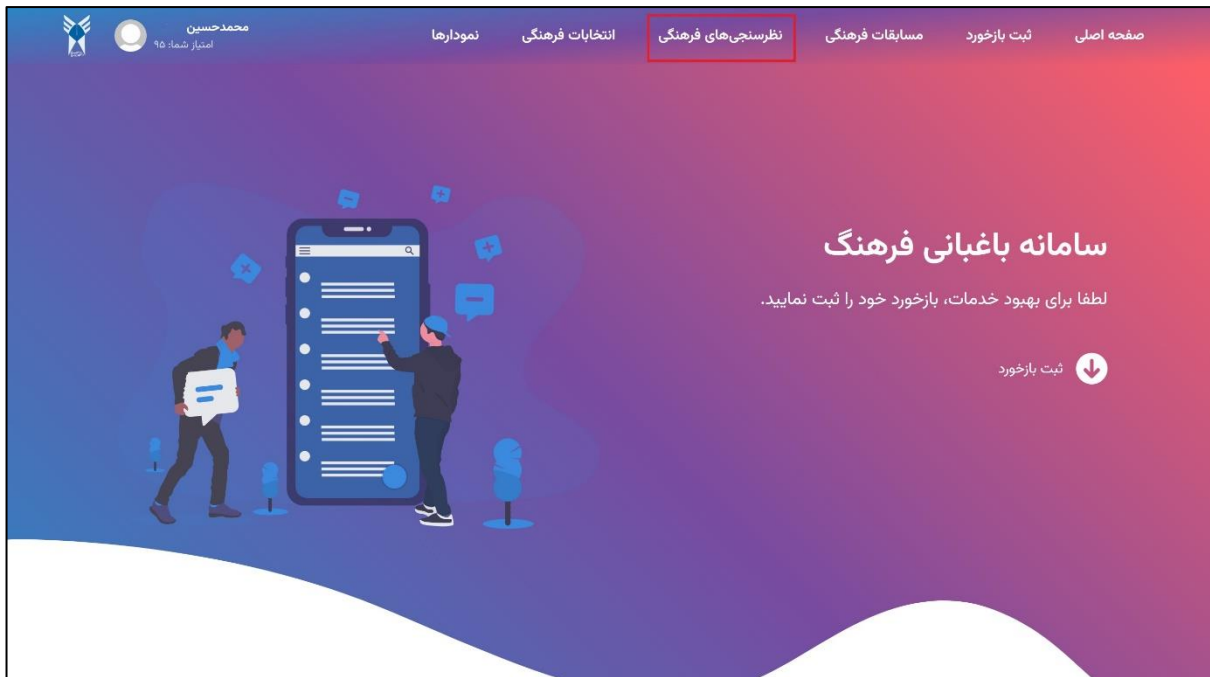 صفحه اصلی ثبت بازخورد مسابقات فرهنگی نظرسنجی‌های فرهنگی انتخابات فرهنگی نمودارها
محمدحسین
امتیاز شما: ۹۵
سامانه باغبانی فرهنگ
لطفا برای بهبود خدمات، بازخورد خود را ثبت نمایید.
ثبت بازخورد